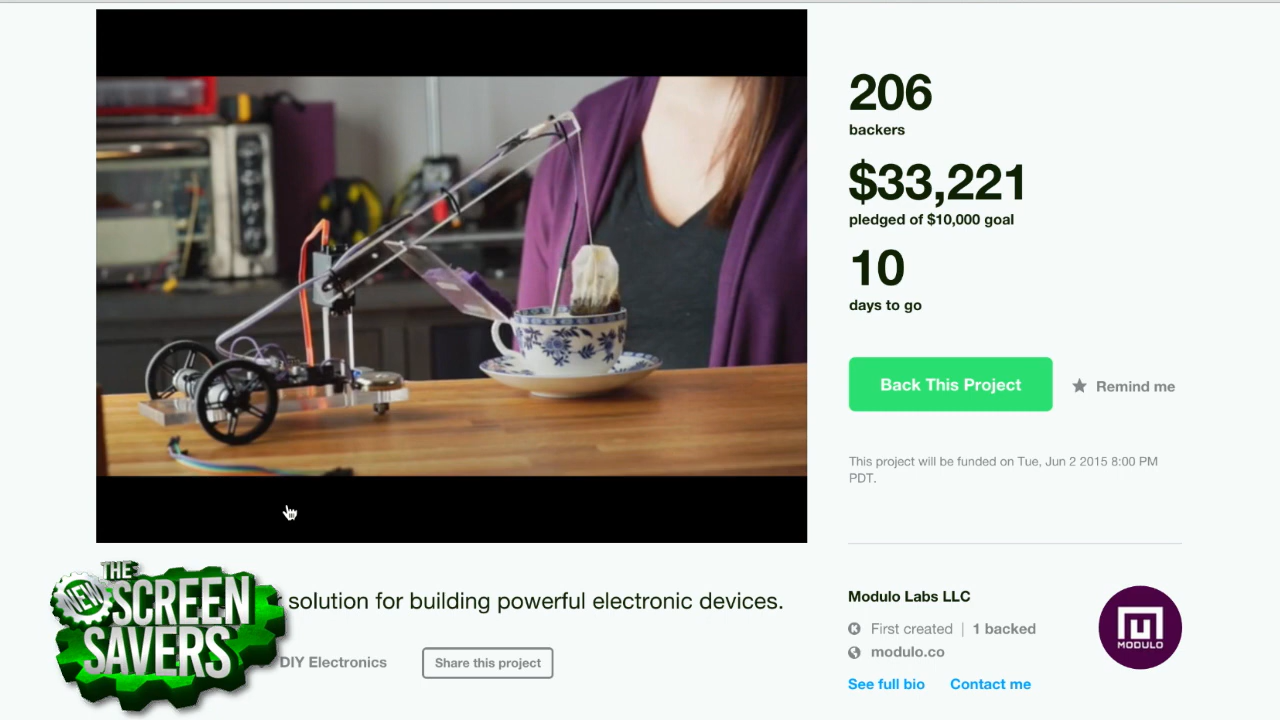 206
backers
$33,221
pledged of $10,000 goal
10
days to go
Back This Project
Remind me
This project will be funded on Tue, Jun 2 2015 8:00 PM
PDT.
solution for building powerful electronic devices.
DIY Electronics
Share this project
Modulo Labs LLC
First created | 1 backed
modulo.co
See full bio
Contact me
MODULO
THE
NEW
SCREEN
SAVERS